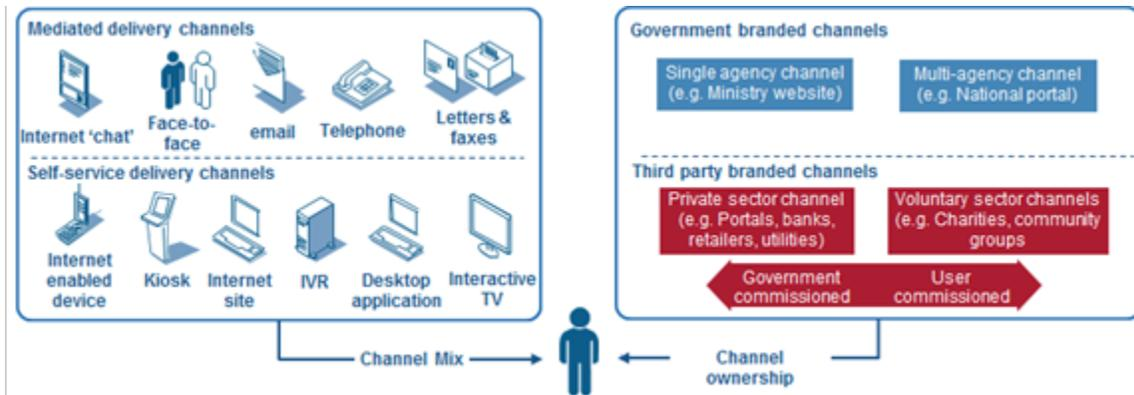 Mediated delivery channels
Internet ‘chat’
Face-to-
face
email
Telephone
Letters &
faxes
Self-service delivery channels
Internet
enabled
device
Kiosk
Internet
site
IVR
Desktop
application
Interactive
TV
Government branded channels
Single agency channel
(e.g. Ministry website)
Multi-agency channel
(e.g. National portal)
Third party branded channels
Private sector channel
(e.g. Portals, banks,
retailers, utilities)
Voluntary sector channels
(e.g. Charities, community
groups
Government
commissioned
User
commissioned
Channel Mix
Channel
ownership